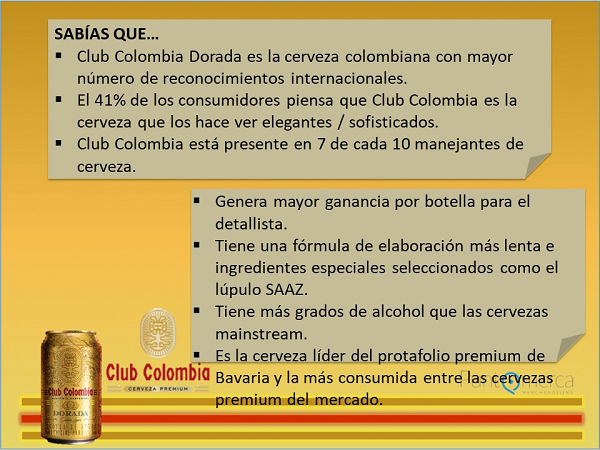 SABÍAS QUE...
▪ Club Colombia Dorada es la cerveza colombiana con mayor
número de reconocimientos internacionales.
▪ El 41% de los consumidores piensa que Club Colombia es la
cerveza que los hace ver elegantes / sofisticados.
▪ Club Colombia está presente en 7 de cada 10 manejantes de
cerveza.
▪ Genera mayor ganancia por botella para el
detallista.
▪ Tiene una fórmula de elaboración más lenta e
ingredientes especiales seleccionados como el
lúpulo SAAZ.
▪ Tiene más grados de alcohol que las cervezas
mainstream.
▪ Es la cerveza líder del protafolio premium de
Bavaria y la más consumida entre las cervezas
premium del mercado.
Club Colombia
CERVEZA PREMIUM
Club Colombia
DORADA